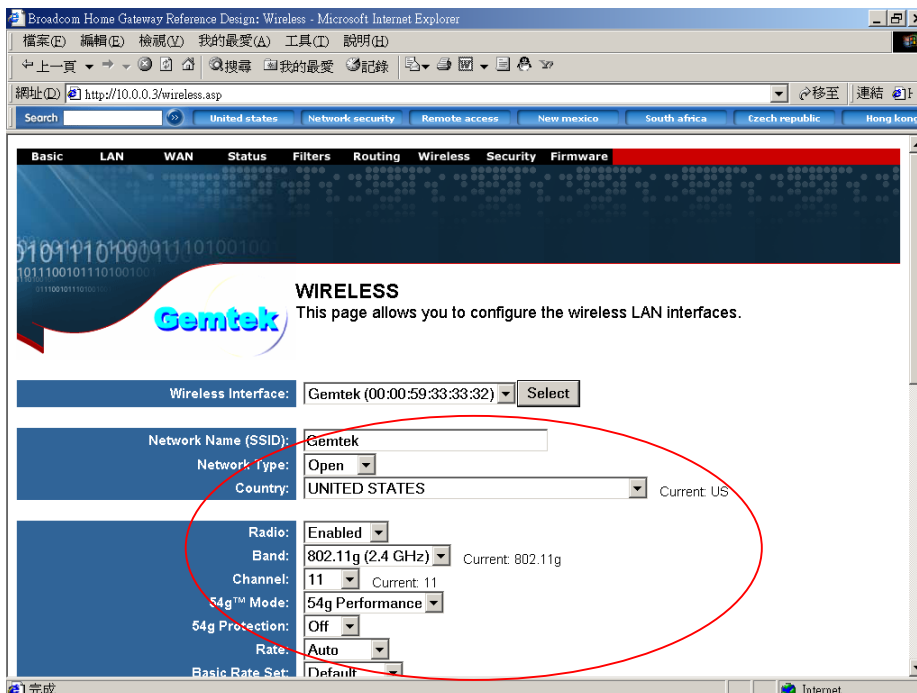 Broadcom Home Gateway Reference Design: Wireless - Microsoft Internet Explorer
檔案(F) 編輯(E) 檢視(V) 我的最愛(A) 工具(T) 說明(H)
上一頁 搜尋 我的最愛 記錄
網址(D) http://10.0.0.3/wireless.asp 移至 連結
Search United states Network security Remote access New mexico South africa Czech republic Hong kong
Basic LAN WAN Status Filters Routing Wireless Security Firmware
Gemtek
WIRELESS
This page allows you to configure the wireless LAN interfaces.
Wireless Interface: Gemtek (00:00:59:33:33:32) Select
Network Name (SSID): Gemtek
Network Type: Open
Country: UNITED STATES Current: US
Radio: Enabled
Band: 802.11g (2.4 GHz) Current: 802.11g
Channel: 11 Current: 11
54g™ Mode: 54g Performance
54g Protection: Off
Rate: Auto
Basic Rate Set: Default
完成 Internet